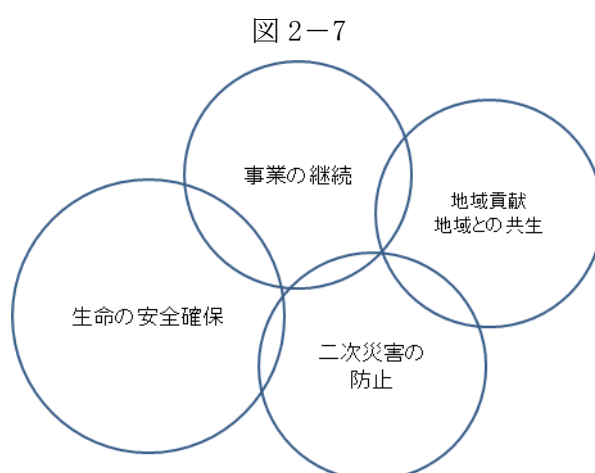 図 2－7
事業の継続
地域貢献
地域との共生
生命の安全確保
二次災害の
防止